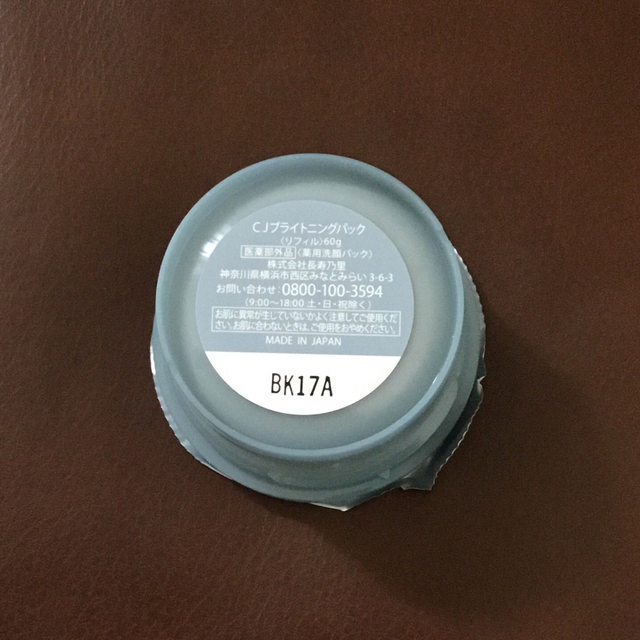 CJブライトニングパック
〈リフィル〉60g
医薬部外品〈薬用洗顔パック〉
株式会社長寿乃里
神奈川県横浜市西区みなとみらい3-6-3
お問い合わせ:0800-100-3594
(9:00〜18:00 土・日・祝除く)
お肌に異常が生じていないかよく注意してご使用くだ
さい。お肌に合わないときは、ご使用をおやめください。
MADE IN JAPAN
BK17A